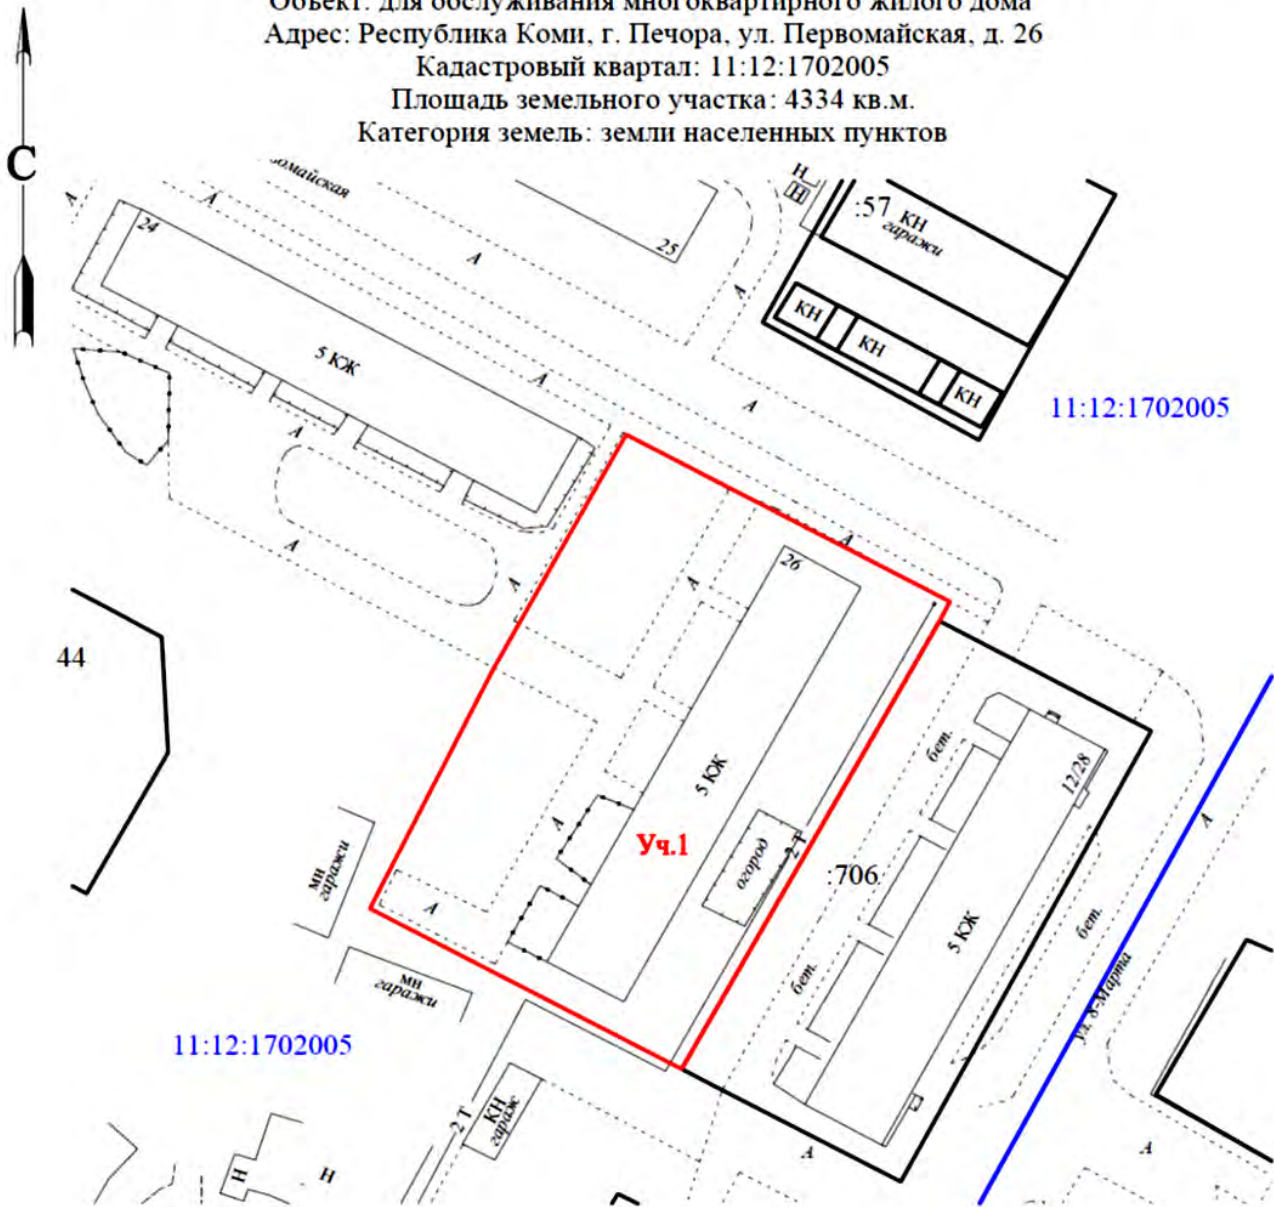 Объект: для обслуживания многоквартирного жилого дома
Адрес: Республика Коми, г. Печора, ул. Первомайская, д. 26
Кадастровый квартал: 11:12:1702005
Площадь земельного участка: 4334 кв.м.
Категория земель: земли населенных пунктов
С
омайская
А
А
24
А
25
А
Н
Н
:57
КН
гаражи
КН
КН
КН
5 КЖ
А
А
11:12:1702005
А
А
А
А
26
А
44
5 КЖ
Уч.1
огород
2 Т
А
А
:706
бет.
12/28
5 КЖ
бет.
бет.
А
ул. 8-Марта
мн
гаражи
мн
гаражи
11:12:1702005
2 Т
КН
гараж
Н
Н
А
А